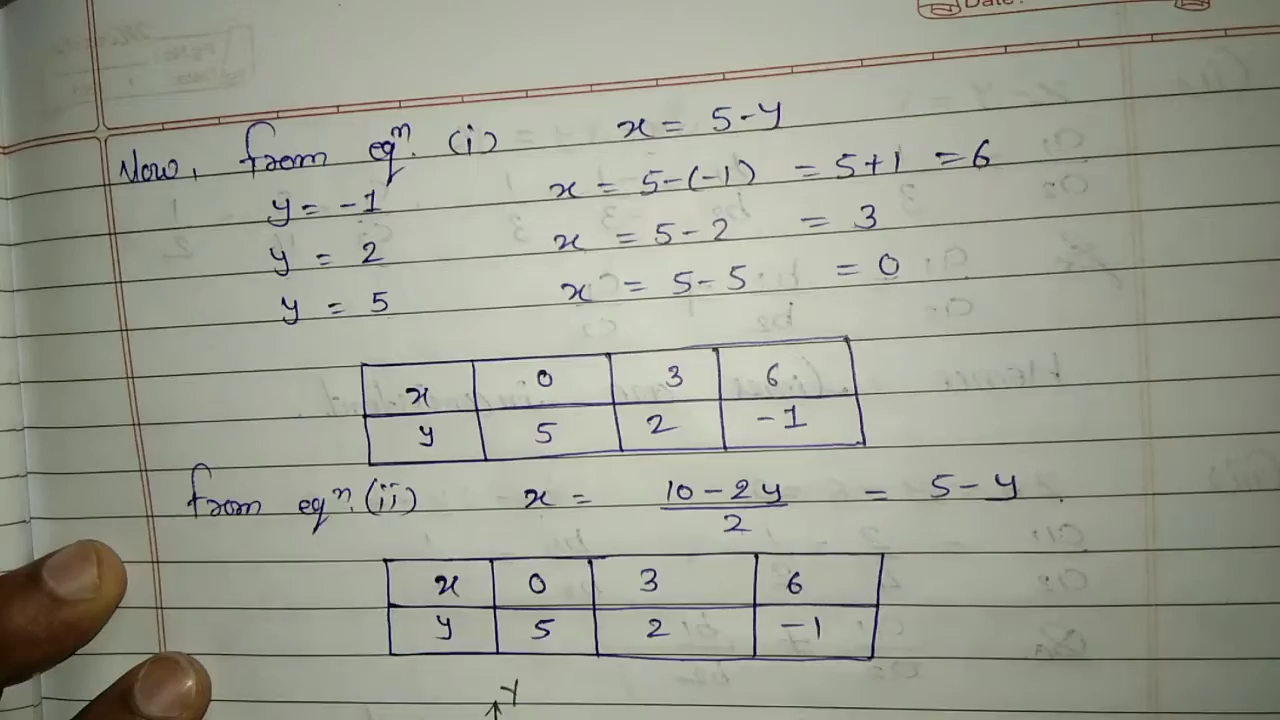 Date:
Now, from eqⁿ. (i) x = 5-y
y = -1 x = 5-(-1) = 5+1 = 6
y = 2 x = 5-2 = 3
y = 5 x = 5-5 = 0
x 0 3 6
y 5 2 -1
from eqⁿ. (ii) x = (10-2y)/2 = 5-y.
x 0 3 6
y 5 2 -1
Y